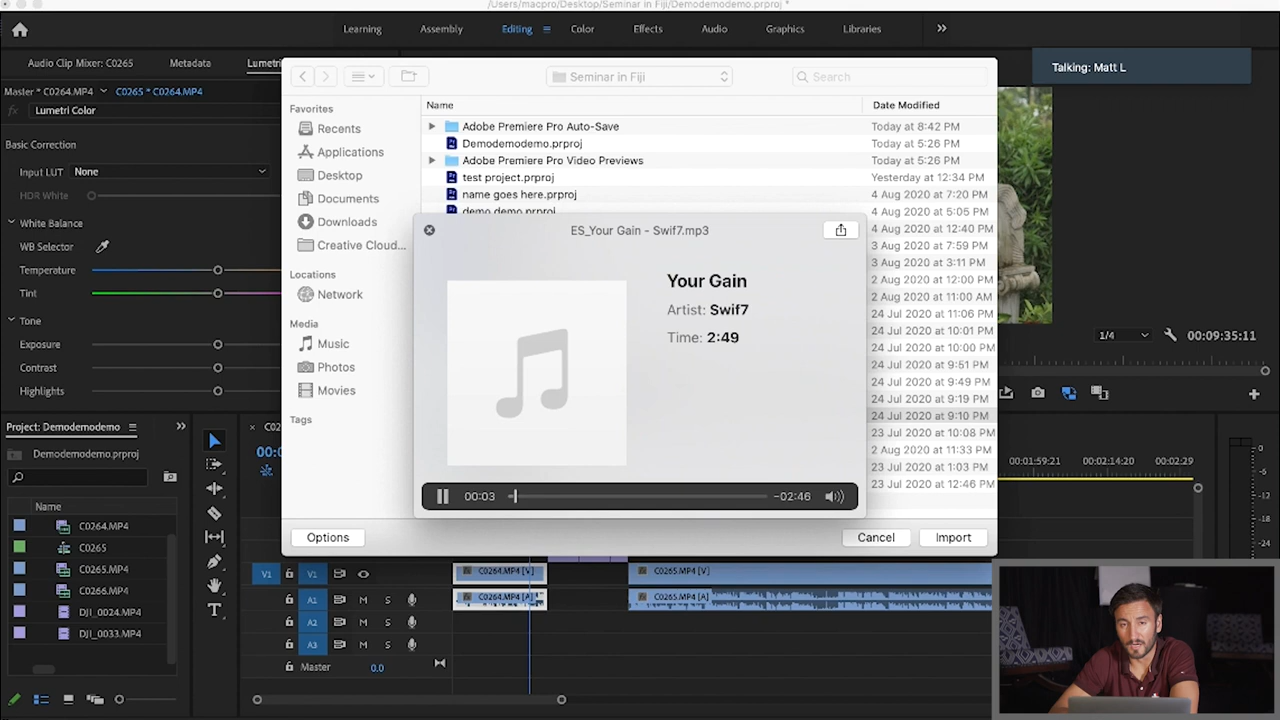 /Users/macpro/Desktop/Seminar in Fiji/Demodemodemo.prproj *
Learning Assembly Editing Color Effects Audio Graphics Libraries
Talking: Matt L
Audio Clip Mixer: C0265 Metadata Lumetri
Master * C0264.MP4 C0265 * C0264.MP4
fx Lumetri Color
Basic Correction
Input LUT None
HDR White
White Balance
WB Selector
Temperature
Tint
Tone
Exposure
Contrast
Highlights
Seminar in Fiji Search
Favorites
Recents
Applications
Desktop
Documents
Downloads
Creative Cloud...
Locations
Network
Media
Music
Photos
Movies
Tags
Name Date Modified
Adobe Premiere Pro Auto-Save Today at 8:42 PM
Demodemodemo.prproj Today at 5:26 PM
Adobe Premiere Pro Video Previews Today at 5:26 PM
test project.prproj Yesterday at 12:34 PM
name goes here.prproj 4 Aug 2020 at 7:20 PM
demo demo.prproj 4 Aug 2020 at 5:05 PM
4 Aug 2020 at 12:40 PM
3 Aug 2020 at 7:59 PM
3 Aug 2020 at 3:11 PM
2 Aug 2020 at 12:00 PM
2 Aug 2020 at 11:00 AM
24 Jul 2020 at 11:06 PM
24 Jul 2020 at 10:01 PM
24 Jul 2020 at 10:00 PM
24 Jul 2020 at 9:51 PM
24 Jul 2020 at 9:49 PM
24 Jul 2020 at 9:19 PM
24 Jul 2020 at 9:10 PM
23 Jul 2020 at 10:08 PM
2 Aug 2020 at 11:33 PM
23 Jul 2020 at 1:03 PM
23 Jul 2020 at 12:46 PM
ES_Your Gain - Swif7.mp3
Your Gain
Artist: Swif7
Time: 2:49
00:03 -02:46
Options Cancel Import
1/4 00:09:35:11
Project: Demodemodemo
Demodemodemo.prproj
Name
C0264.MP4
C0265
C0265.MP4
C0266.MP4
DJI_0024.MP4
DJI_0033.MP4
00:01:59:21 00:02:14:20 00:02:29
0
-6
-12
-18
-24
V1 V1 C0264.MP4 [V] C0265.MP4 [V]
A1 M S C0264.MP4 [A] C0265.MP4 [A]
A2 M S
A3 M S
Master 0.0